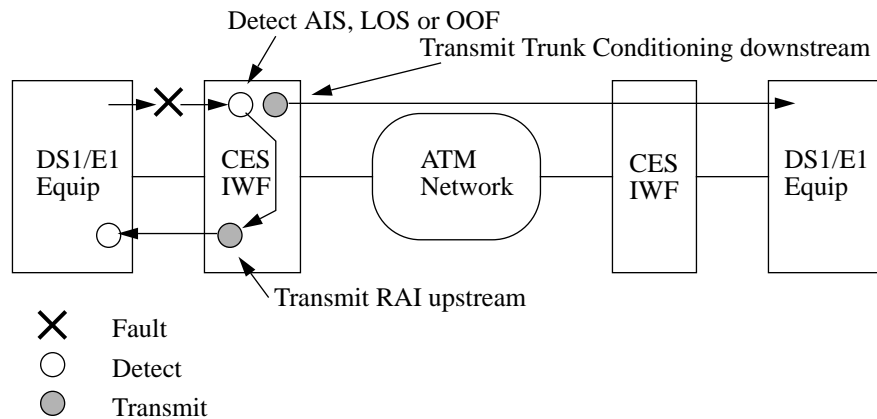 Detect AIS, LOS or OOF
Transmit Trunk Conditioning downstream
DS1/E1
Equip
CES
IWF
ATM
Network
CES
IWF
DS1/E1
Equip
Transmit RAI upstream
Fault
Detect
Transmit